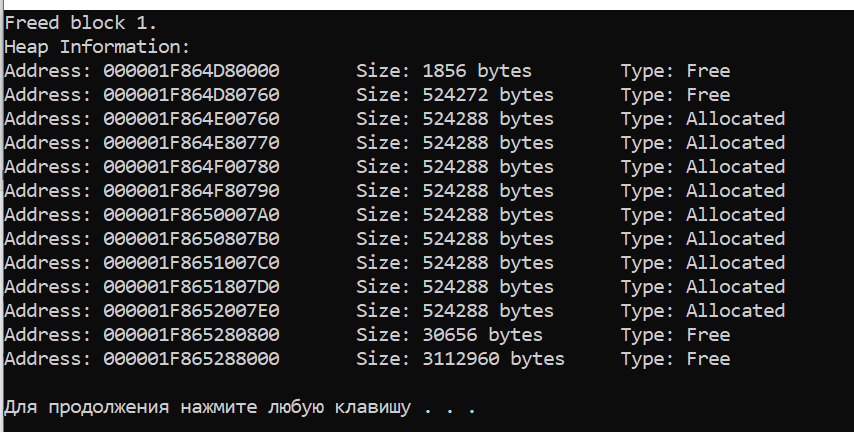 Freed block 1.
Heap Information:
Address: 000001F864D80000 Size: 1856 bytes Type: Free
Address: 000001F864D80760 Size: 524272 bytes Type: Free
Address: 000001F864E00760 Size: 524288 bytes Type: Allocated
Address: 000001F864E80770 Size: 524288 bytes Type: Allocated
Address: 000001F864F00780 Size: 524288 bytes Type: Allocated
Address: 000001F864F80790 Size: 524288 bytes Type: Allocated
Address: 000001F8650007A0 Size: 524288 bytes Type: Allocated
Address: 000001F8650807B0 Size: 524288 bytes Type: Allocated
Address: 000001F8651007C0 Size: 524288 bytes Type: Allocated
Address: 000001F8651807D0 Size: 524288 bytes Type: Allocated
Address: 000001F8652007E0 Size: 524288 bytes Type: Allocated
Address: 000001F865280800 Size: 30656 bytes Type: Free
Address: 000001F865288000 Size: 3112960 bytes Type: Free
Для продолжения нажмите любую клавишу . . .